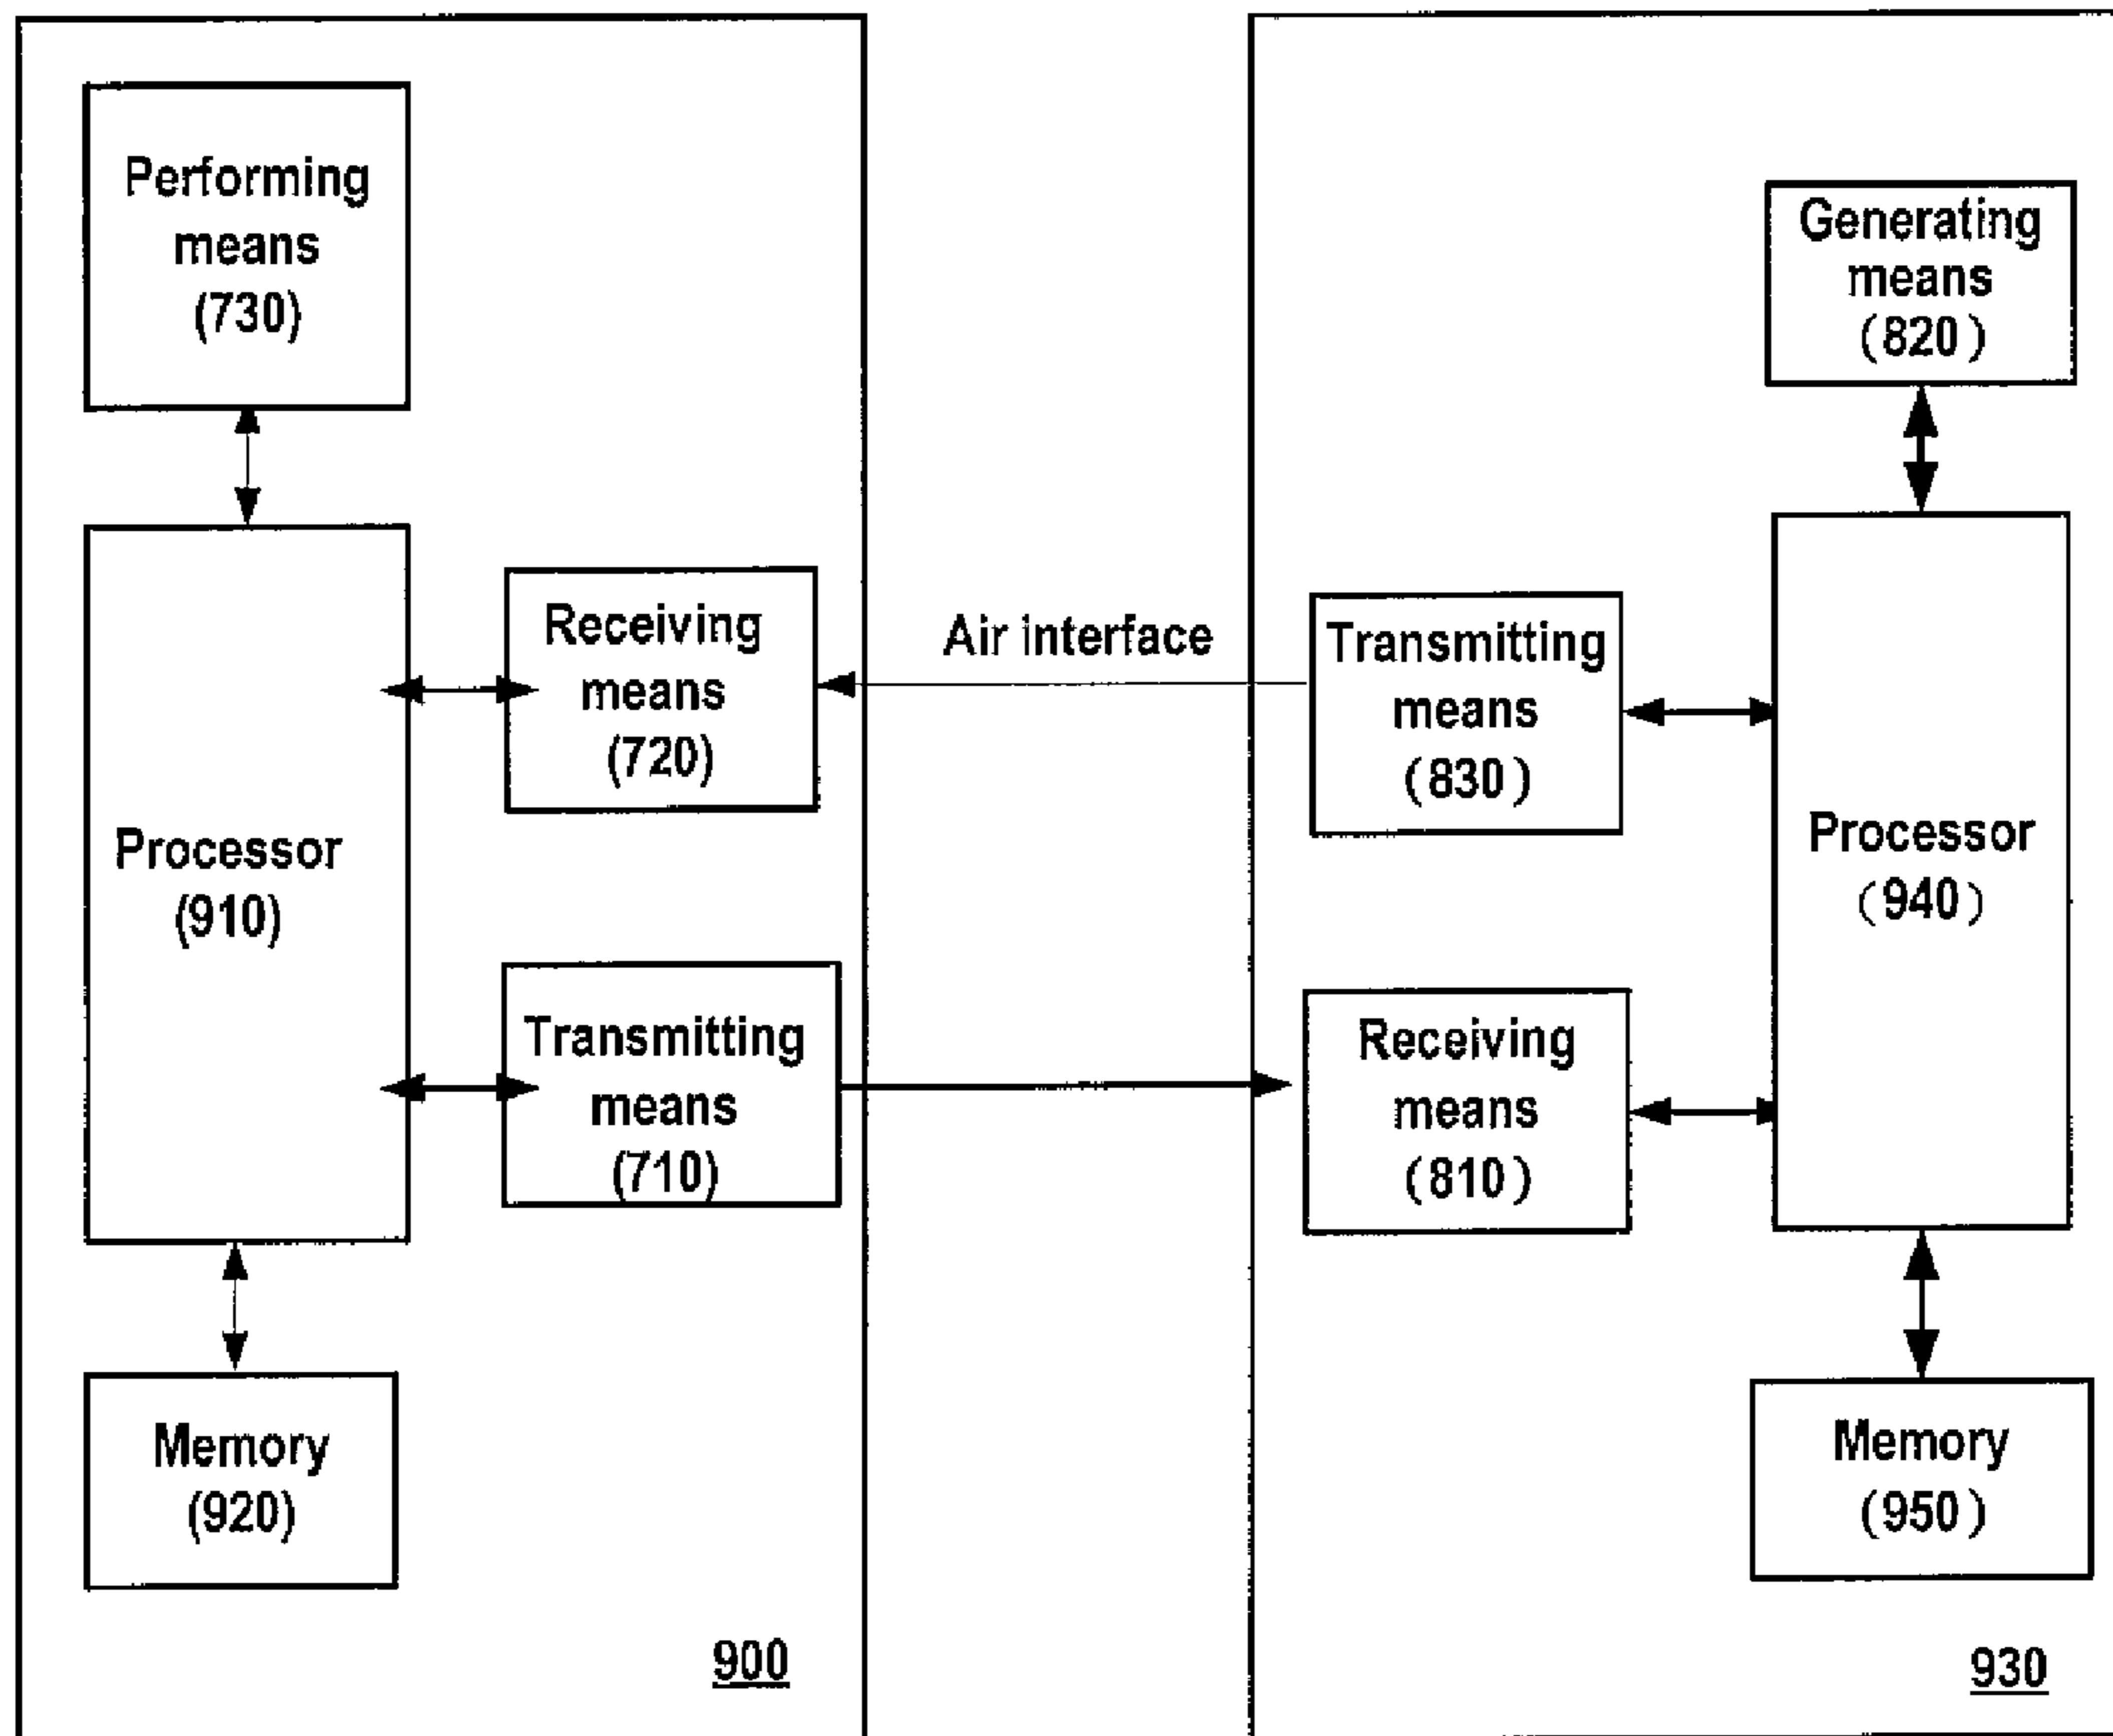 Performing
means
(730)
Processor
(910)
Receiving
means
(720)
Transmitting
means
(710)
Memory
(920)
900
Air interface
Generating
means
(820)
Transmitting
means
(830)
Processor
(940)
Receiving
means
(810)
Memory
(950)
930